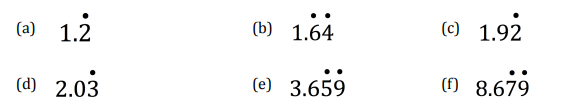 (a) 1.2̇ (b) 1.6̇4̇ (c) 1.92̇
(d) 2.03̇ (e) 3.65̇9̇ (f) 8.67̇9̇